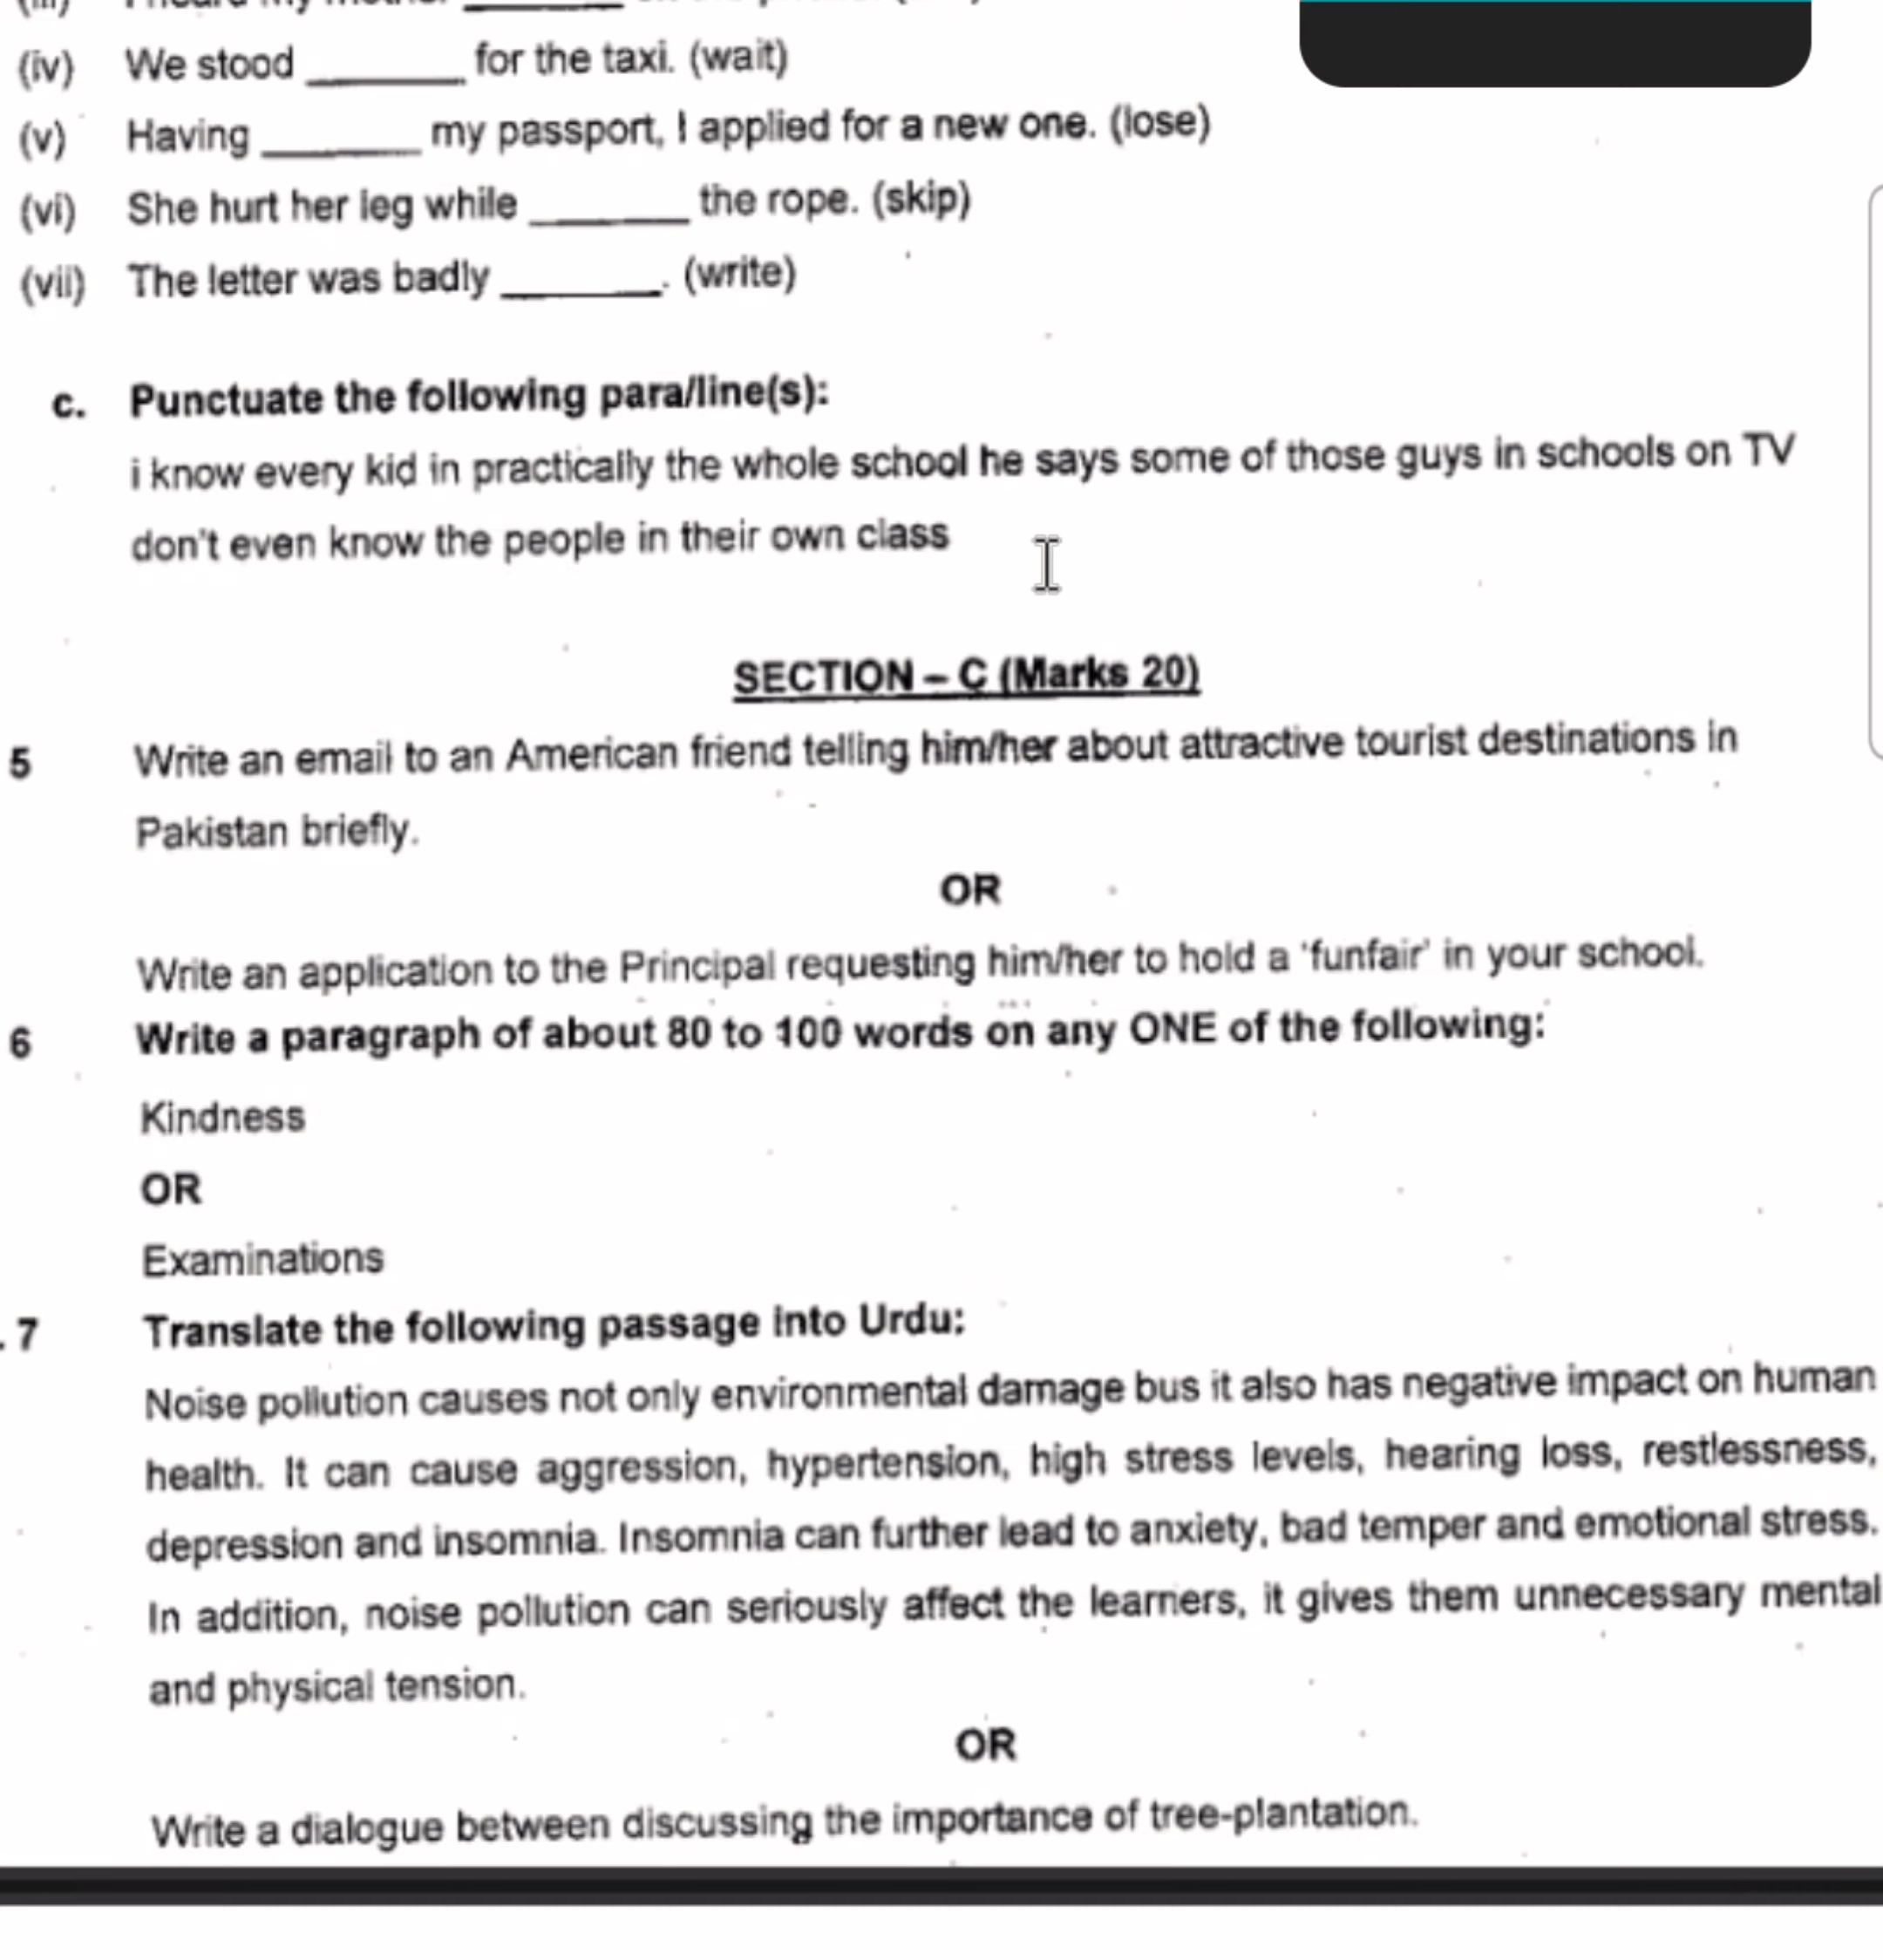 (iv) We stood ________ for the taxi. (wait)
(v) Having ________ my passport, I applied for a new one. (lose)
(vi) She hurt her leg while ________ the rope. (skip)
(vii) The letter was badly ________. (write)
c. Punctuate the following para/line(s):
i know every kid in practically the whole school he says some of those guys in schools on TV
don't even know the people in their own class
SECTION – C (Marks 20)
5 Write an email to an American friend telling him/her about attractive tourist destinations in
Pakistan briefly.
OR
Write an application to the Principal requesting him/her to hold a 'funfair' in your school.
6 Write a paragraph of about 80 to 100 words on any ONE of the following:
Kindness
OR
Examinations
. 7 Translate the following passage into Urdu:
Noise pollution causes not only environmental damage bus it also has negative impact on human
health. It can cause aggression, hypertension, high stress levels, hearing loss, restlessness,
depression and insomnia. Insomnia can further lead to anxiety, bad temper and emotional stress.
In addition, noise pollution can seriously affect the learners, it gives them unnecessary mental
and physical tension.
OR
Write a dialogue between discussing the importance of tree-plantation.